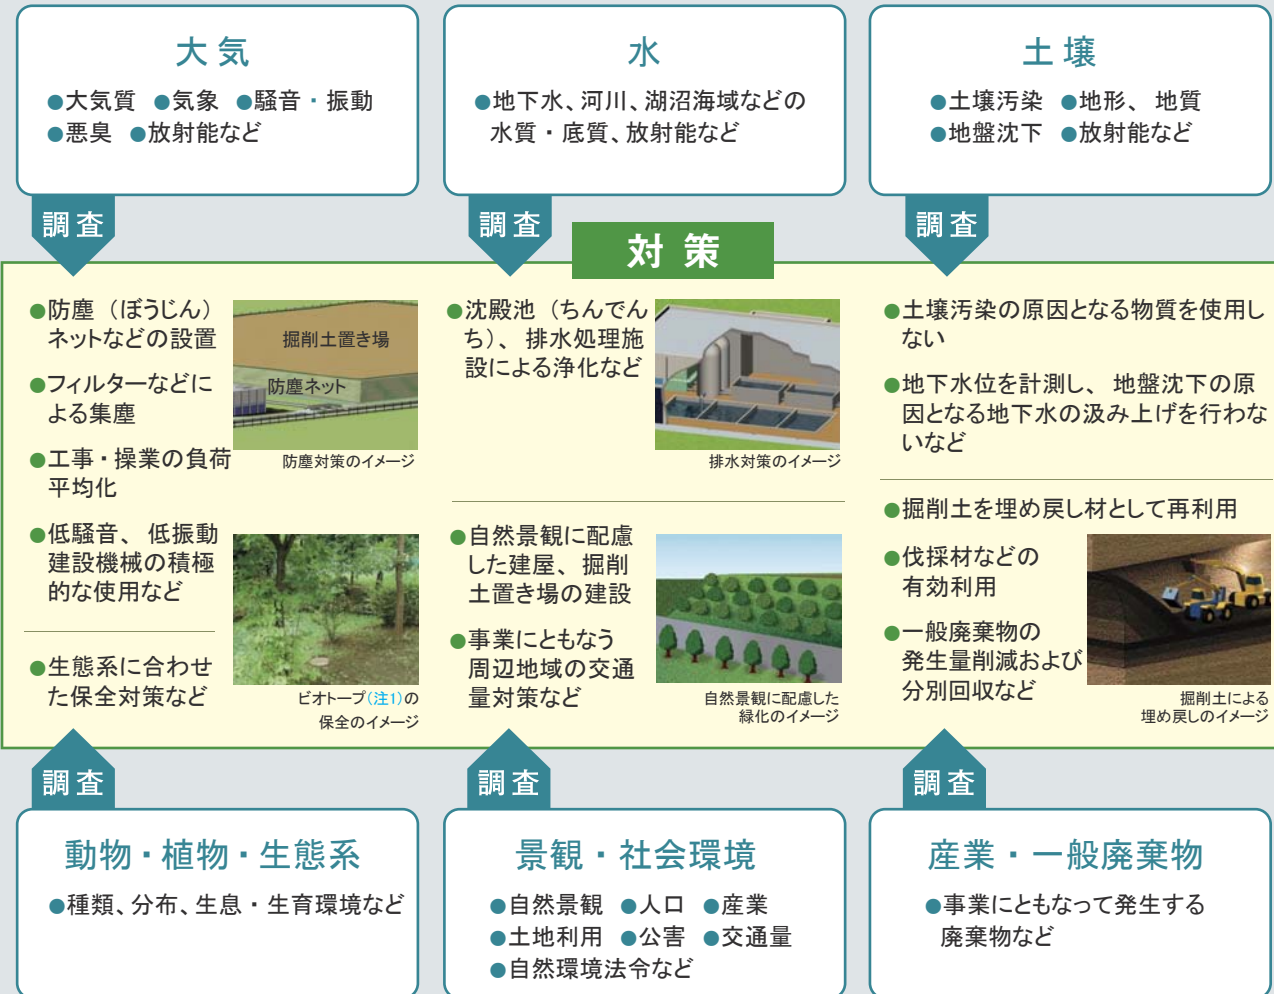 大気
●大気質 ●気象 ●騒音・振動
●悪臭 ●放射能など
水
●地下水、河川、湖沼海域などの
水質・底質、放射能など
土壌
●土壌汚染 ●地形、地質
●地盤沈下 ●放射能など
調査
調査
調査
対策
●防塵（ぼうじん）
ネットなどの設置
●フィルターなどに
よる集塵
●工事・操業の負荷
平均化
●低騒音、低振動
建設機械の積極
的な使用など
掘削土置き場
防塵ネット
防塵対策のイメージ
●生態系に合わせ
た保全対策など
ビオトープ(注1)の
保全のイメージ
●沈殿池（ちんでん
ち）、排水処理施
設による浄化など
排水対策のイメージ
●自然景観に配慮
した建屋、掘削
土置き場の建設
●事業にともなう
周辺地域の交通
量対策など
自然景観に配慮した
緑化のイメージ
●土壌汚染の原因となる物質を使用し
ない
●地下水位を計測し、地盤沈下の原
因となる地下水の汲み上げを行わな
いなど
●掘削土を埋め戻し材として再利用
●伐採材などの
有効利用
●一般廃棄物の
発生量削減および
分別回収など
掘削土による
埋め戻しのイメージ
調査
調査
調査
動物・植物・生態系
●種類、分布、生息・生育環境など
景観・社会環境
●自然景観 ●人口 ●産業
●土地利用 ●公害 ●交通量
●自然環境法令など
産業・一般廃棄物
●事業にともなって発生する
廃棄物など